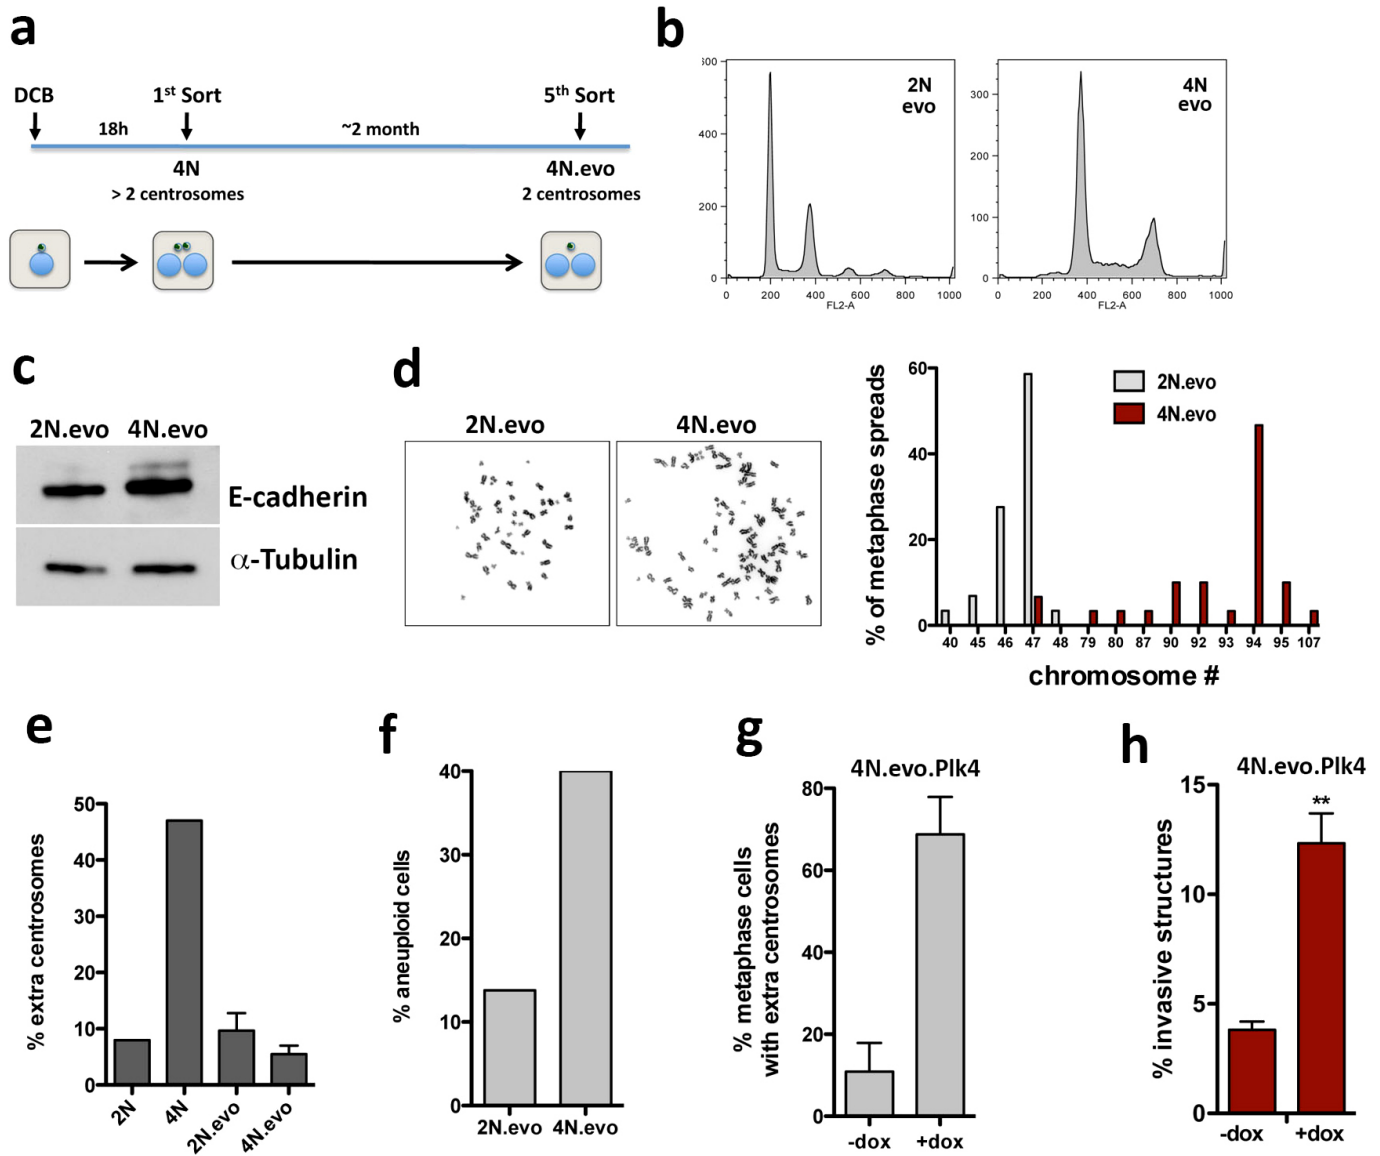 a
DCB
1st Sort
5th Sort
18h
~2 month
4N
4N.evo
> 2 centrosomes
2 centrosomes
b
2N
evo
400
200
0
0 200 400 600 800 1000
FL2-A
4N
evo
300
200
100
0
0 200 400 600 800 1000
FL2-A
c
2N.evo 4N.evo
E-cadherin
α-Tubulin
d
2N.evo
4N.evo
% of metaphase spreads
60
40
20
0
2N.evo
4N.evo
40 45 46 47 48 79 80 87 90 92 93 94 95 107
chromosome #
e
% extra centrosomes
50
40
30
20
10
0
2N 4N 2N.evo 4N.evo
f
% aneuploid cells
40
30
20
10
0
2N.evo 4N.evo
g
4N.evo.Plk4
% metaphase cells
with extra centrosomes
80
60
40
20
0
-dox +dox
h
4N.evo.Plk4
% invasive structures
15
10
5
0
**
-dox +dox